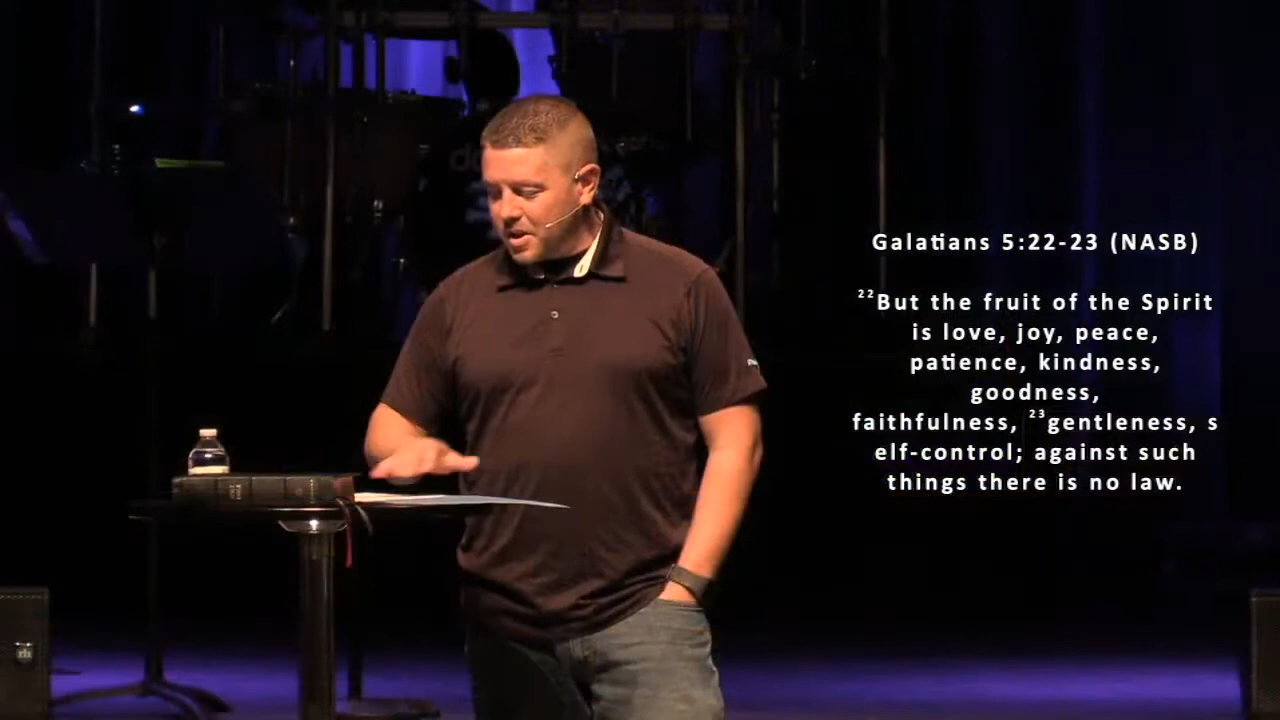 Galatians 5:22-23 (NASB)
²²But the fruit of the Spirit
is love, joy, peace,
patience, kindness,
goodness,
faithfulness, ²³gentleness, s
elf-control; against such
things there is no law.